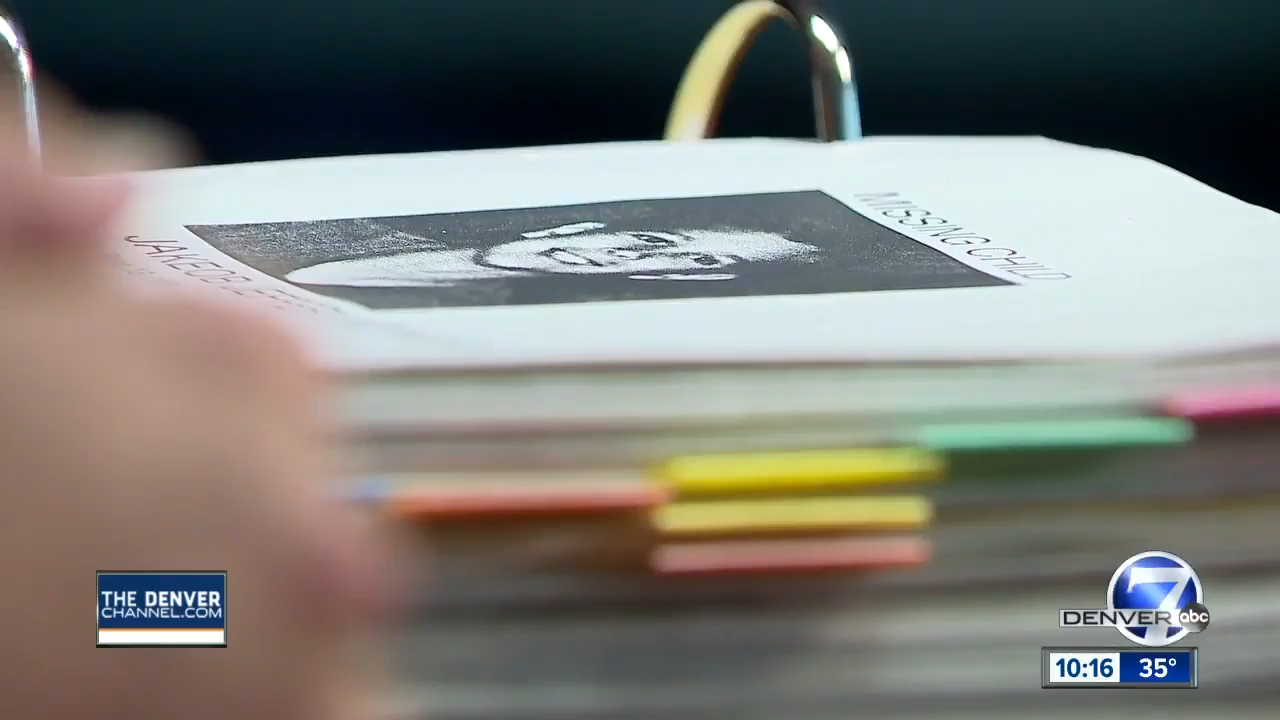 MISSING CHILD
THE DENVER
CHANNEL.COM
7
DENVER
abc
10:16
35°